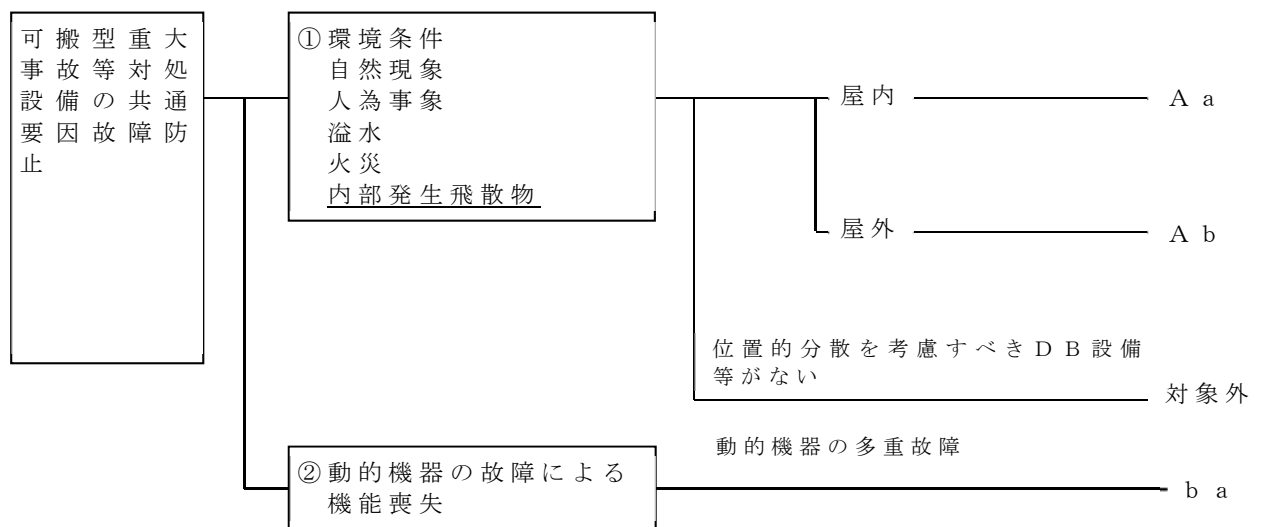 可搬型重大
事故等対処
設備の共通
要因故障防
止
①環境条件
自然現象
人為事象
溢水
火災
内部発生飛散物
屋内
Ａａ
屋外
Ａｂ
位置的分散を考慮すべきＤＢ設備
等がない
対象外
②動的機器の故障による
機能喪失
動的機器の多重故障
ｂａ